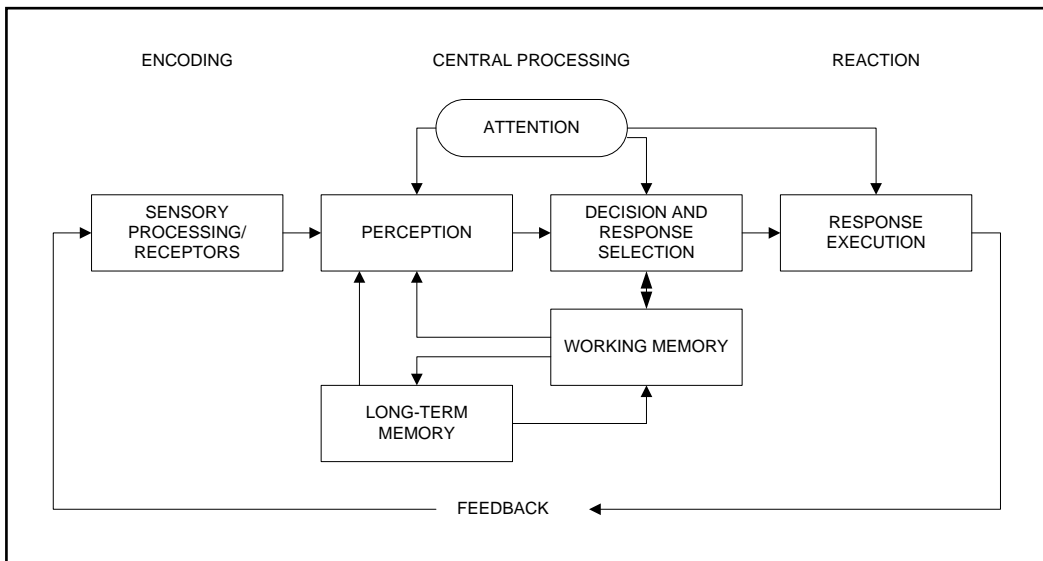 ENCODING
CENTRAL PROCESSING
REACTION
ATTENTION
SENSORY
PROCESSING/
RECEPTORS
PERCEPTION
DECISION AND
RESPONSE
SELECTION
RESPONSE
EXECUTION
WORKING MEMORY
LONG-TERM
MEMORY
FEEDBACK